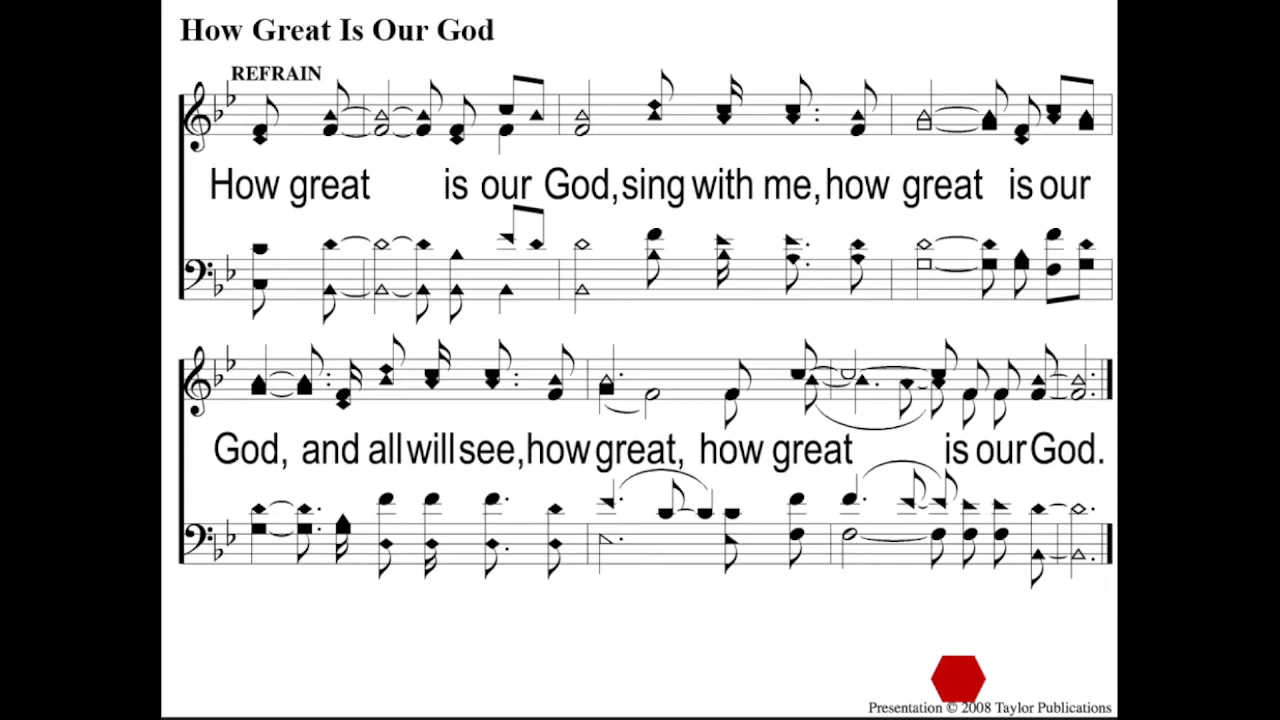 How Great Is Our God
REFRAIN
How great is our God, sing with me, how great is our
God, and all will see, how great, how great is our God.
Presentation © 2008 Taylor Publications